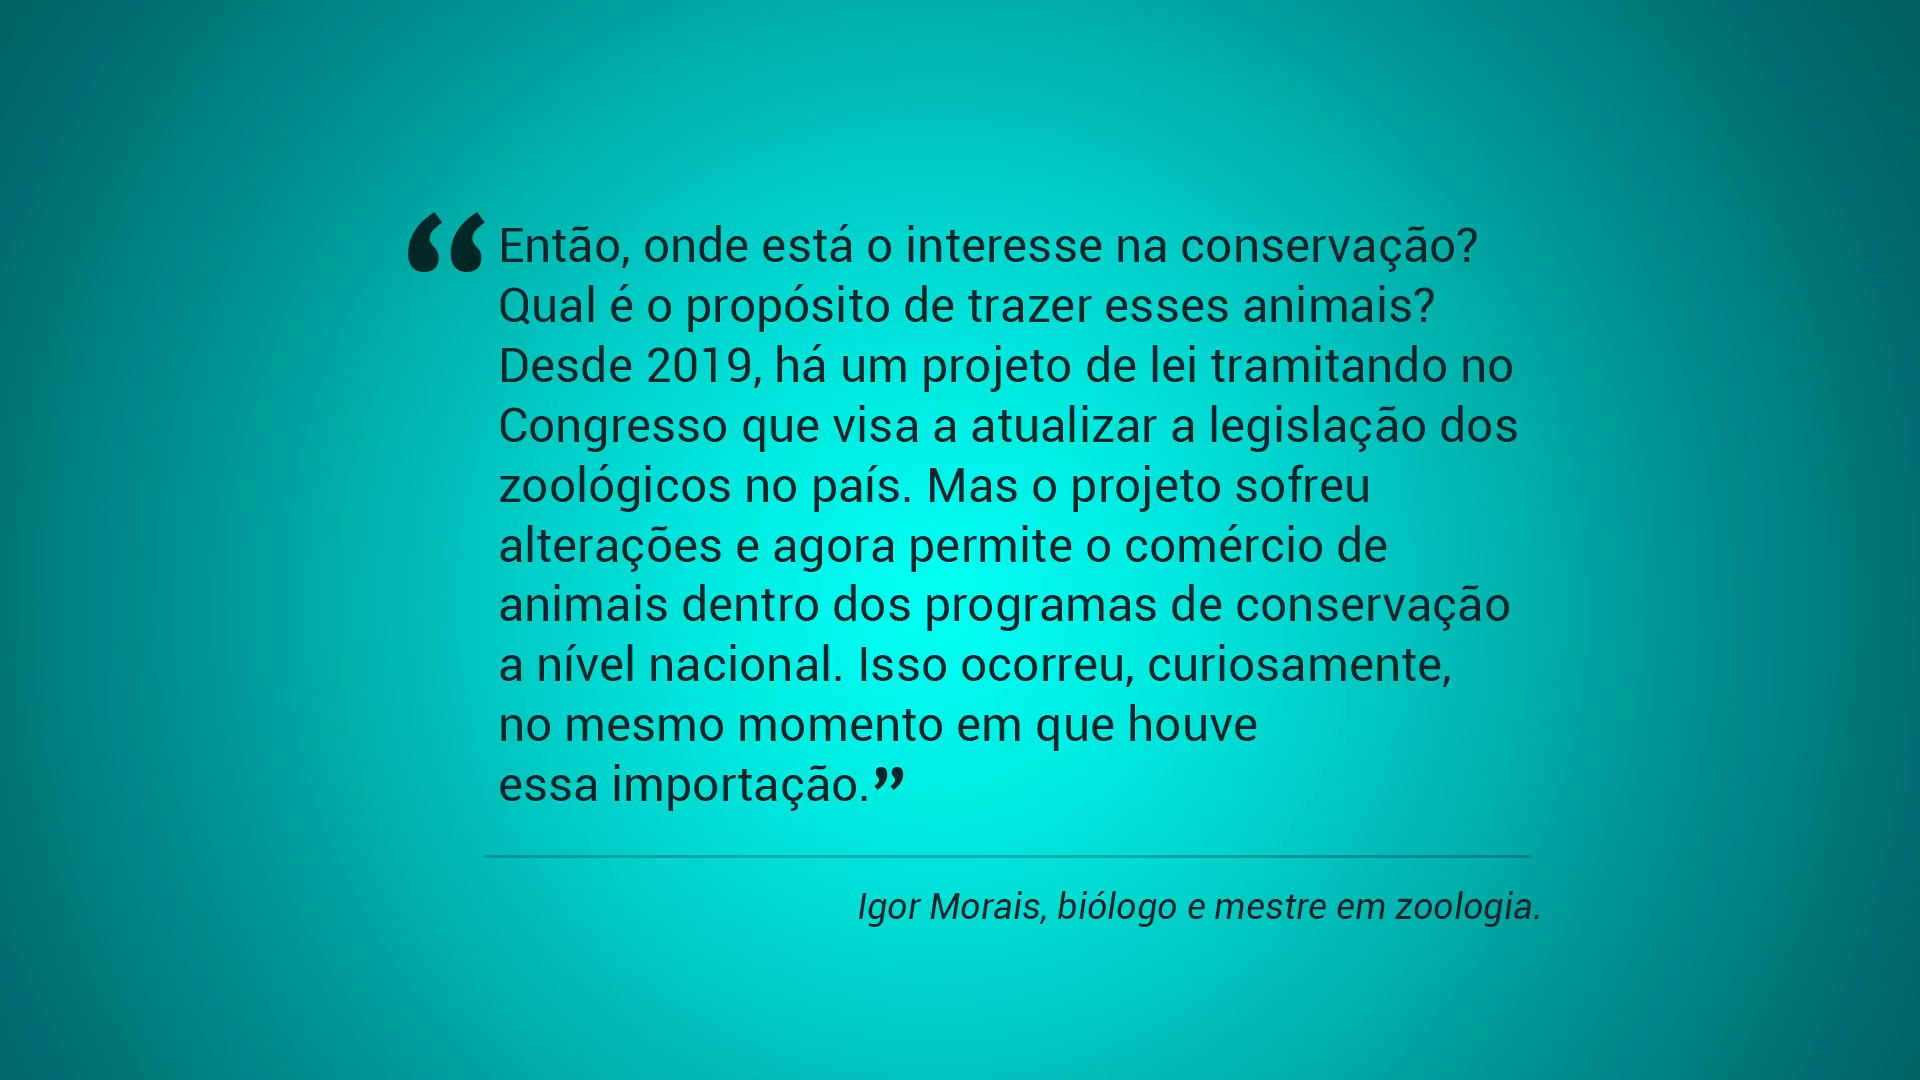 “Então, onde está o interesse na conservação?
Qual é o propósito de trazer esses animais?
Desde 2019, há um projeto de lei tramitando no
Congresso que visa a atualizar a legislação dos
zoológicos no país. Mas o projeto sofreu
alterações e agora permite o comércio de
animais dentro dos programas de conservação
a nível nacional. Isso ocorreu, curiosamente,
no mesmo momento em que houve
essa importação.”
Igor Morais, biólogo e mestre em zoologia.